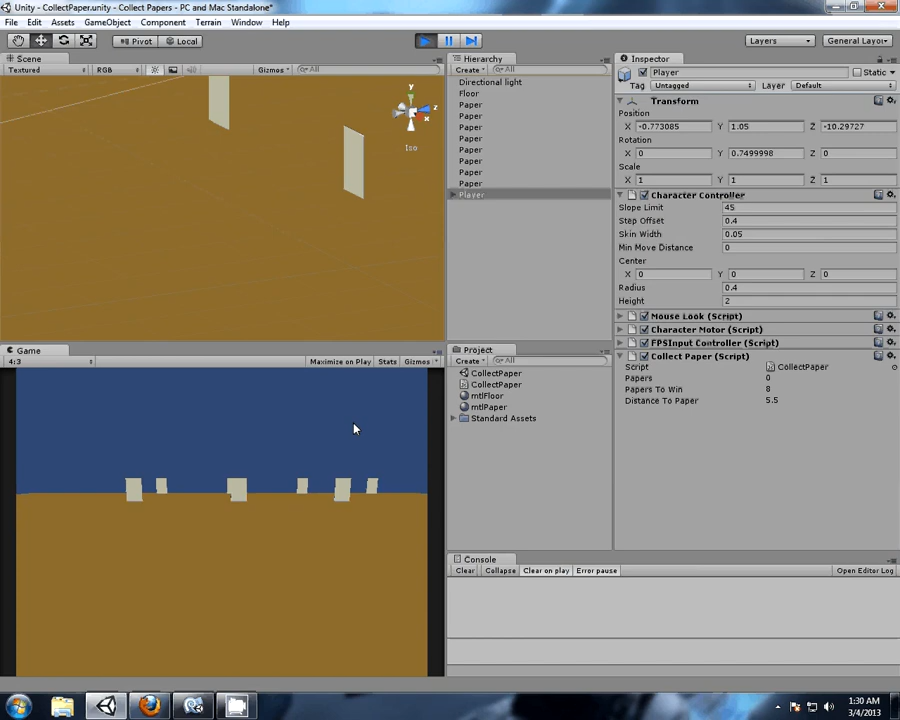 Unity - CollectPaper.unity - Collect Papers - PC and Mac Standalone*
File Edit Assets GameObject Component Terrain Window Help
Pivot Local Layers General Layou
Scene
Textured RGB Gizmos All
y
z
x
Iso
Game
4:3 Maximize on Play Stats Gizmos
Hierarchy
Create All
Directional light
Floor
Paper
Paper
Paper
Paper
Paper
Paper
Paper
Paper
Player
Project
Create All
CollectPaper
CollectPaper
mtlFloor
mtlPaper
Standard Assets
Console
Clear Collapse Clear on play Error pause Open Editor Log
Inspector
Player Static
Tag Untagged Layer Default
Transform
Position
X -0.773085 Y 1.05 Z -10.29727
Rotation
X 0 Y 0.7499998 Z 0
Scale
X 1 Y 1 Z 1
Character Controller
Slope Limit 45
Step Offset 0.4
Skin Width 0.05
Min Move Distance 0
Center
X 0 Y 0 Z 0
Radius 0.4
Height 2
Mouse Look (Script)
Character Motor (Script)
FPSInput Controller (Script)
Collect Paper (Script)
Script CollectPaper
Papers 0
Papers To Win 8
Distance To Paper 5.5
1:30 AM
3/4/2013